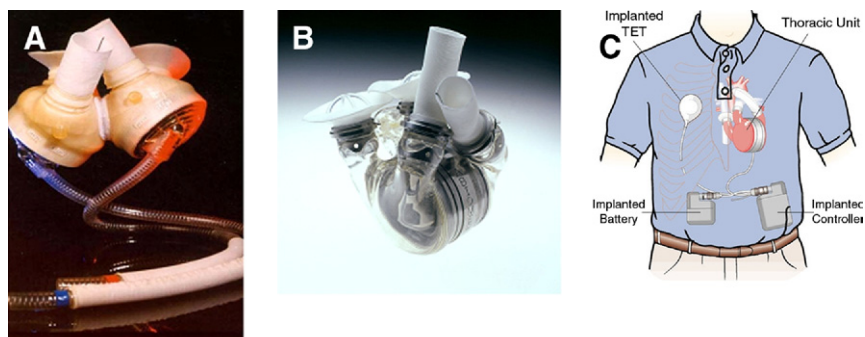 A
B
C
Implanted
TET
Thoracic Unit
Implanted
Battery
Implanted
Controller